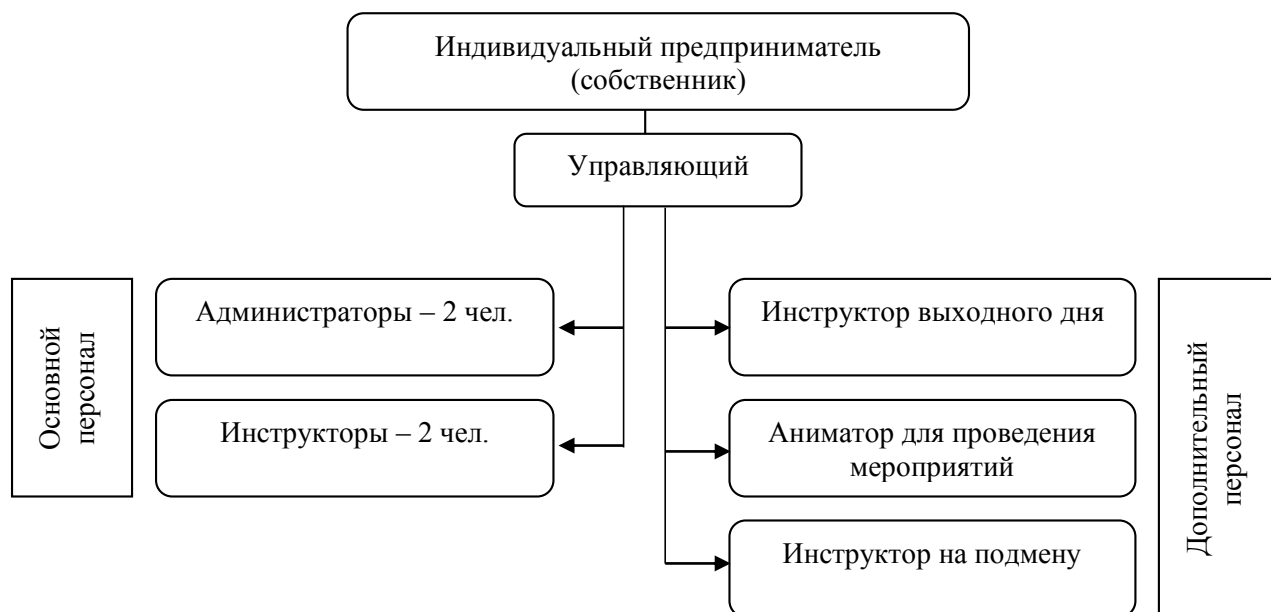 Индивидуальный предприниматель
(собственник)
Управляющий
Основной
персонал
Администраторы – 2 чел.
Инструкторы – 2 чел.
Инструктор выходного дня
Аниматор для проведения
мероприятий
Инструктор на подмену
Дополнительный
персонал